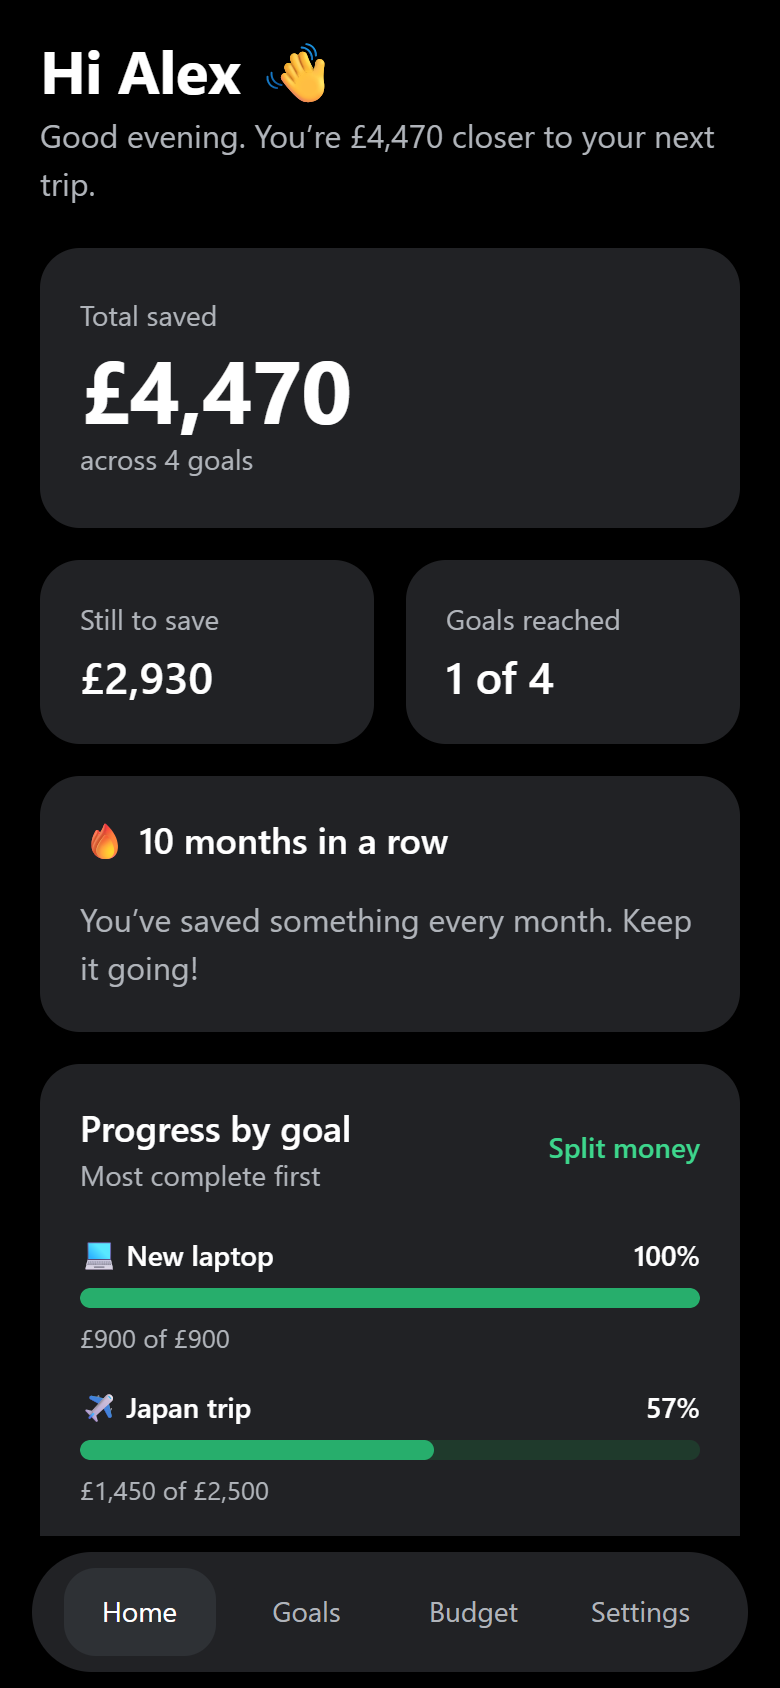 Hi Alex 👋
Good evening. You’re £4,470 closer to your next
trip.
Total saved
£4,470
across 4 goals
Still to save
£2,930
Goals reached
1 of 4
🔥 10 months in a row
You’ve saved something every month. Keep
it going!
Progress by goal
Most complete first
Split money
💻 New laptop
100%
£900 of £900
✈️ Japan trip
57%
£1,450 of £2,500
Home
Goals
Budget
Settings